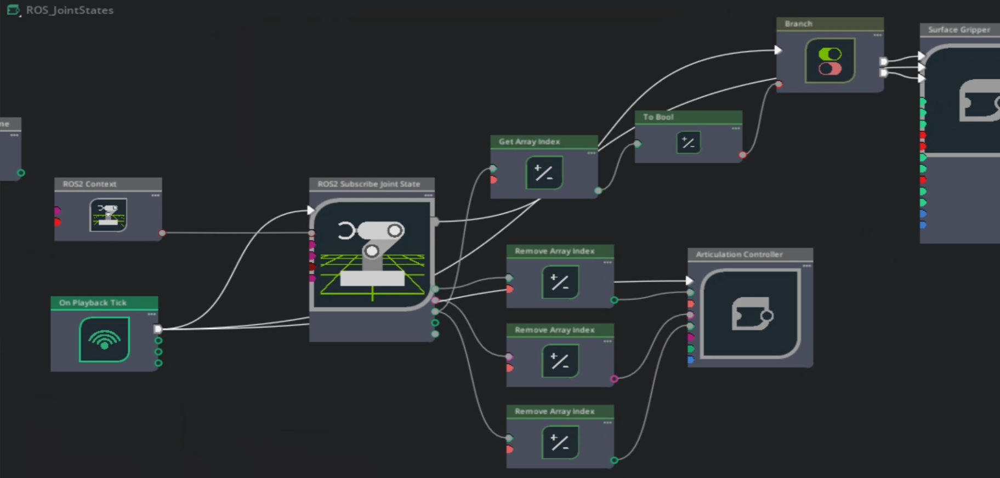 ROS_JointStates
Branch
Surface Gripper
To Bool
ne
Get Array Index
ROS2 Context
ROS2 Subscribe Joint State
Remove Array Index
Articulation Controller
On Playback Tick
Remove Array Index
Remove Array Index